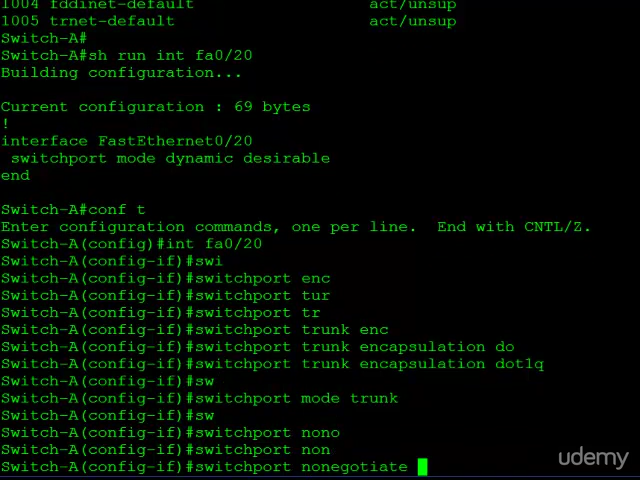 1004 fddinet-default act/unsup
1005 trnet-default act/unsup
Switch-A#
Switch-A#sh run int fa0/20
Building configuration...
Current configuration : 69 bytes
!
interface FastEthernet0/20
switchport mode dynamic desirable
end
Switch-A#conf t
Enter configuration commands, one per line. End with CNTL/Z.
Switch-A(config)#int fa0/20
Switch-A(config-if)#swi
Switch-A(config-if)#switchport enc
Switch-A(config-if)#switchport tur
Switch-A(config-if)#switchport tr
Switch-A(config-if)#switchport trunk enc
Switch-A(config-if)#switchport trunk encapsulation do
Switch-A(config-if)#switchport trunk encapsulation dot1q
Switch-A(config-if)#sw
Switch-A(config-if)#switchport mode trunk
Switch-A(config-if)#sw
Switch-A(config-if)#switchport nono
Switch-A(config-if)#switchport non
Switch-A(config-if)#switchport nonegotiate
udemy